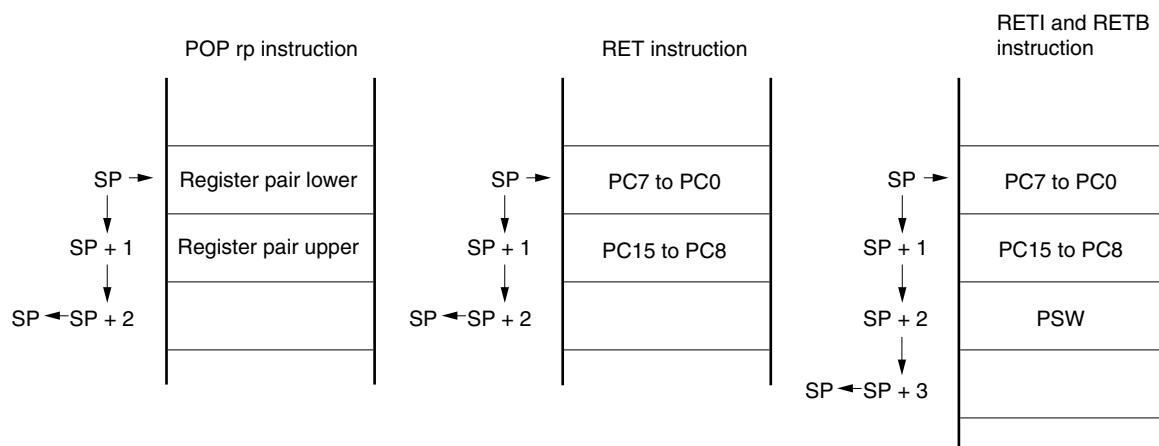 POP rp instruction
SP
Register pair lower
SP + 1
Register pair upper
SP
SP + 2
RET instruction
SP
PC7 to PC0
SP + 1
PC15 to PC8
SP
SP + 2
RETI and RETB
instruction
SP
PC7 to PC0
SP + 1
PC15 to PC8
SP + 2
PSW
SP
SP + 3